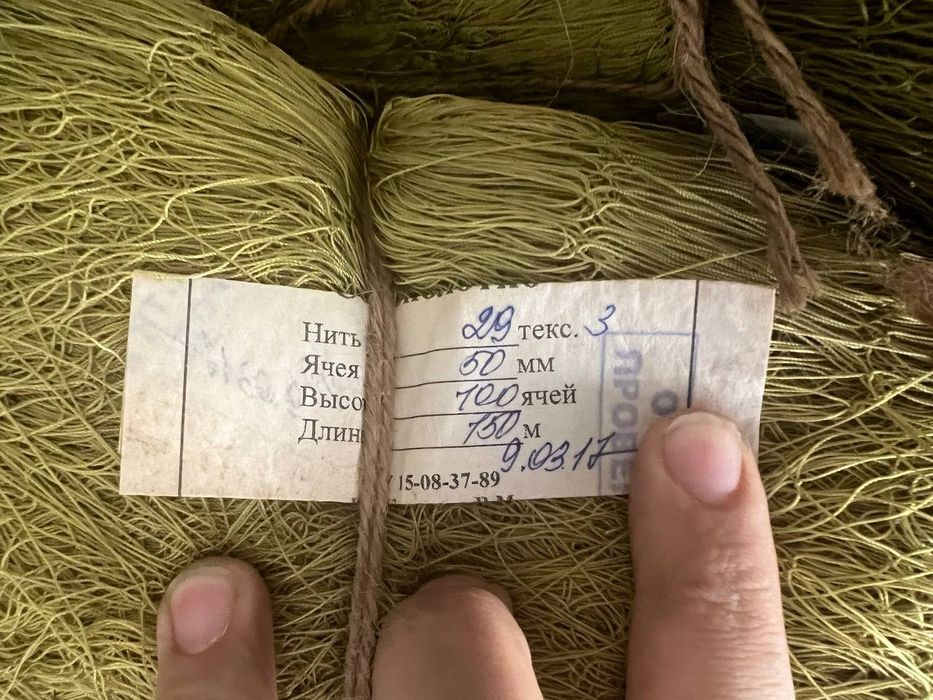 Нить 29 текс. 3
Ячея 50 мм
Высо 100 ячей
Длин 150 м
9.03.17
15-08-37-89
ПРОВЕ